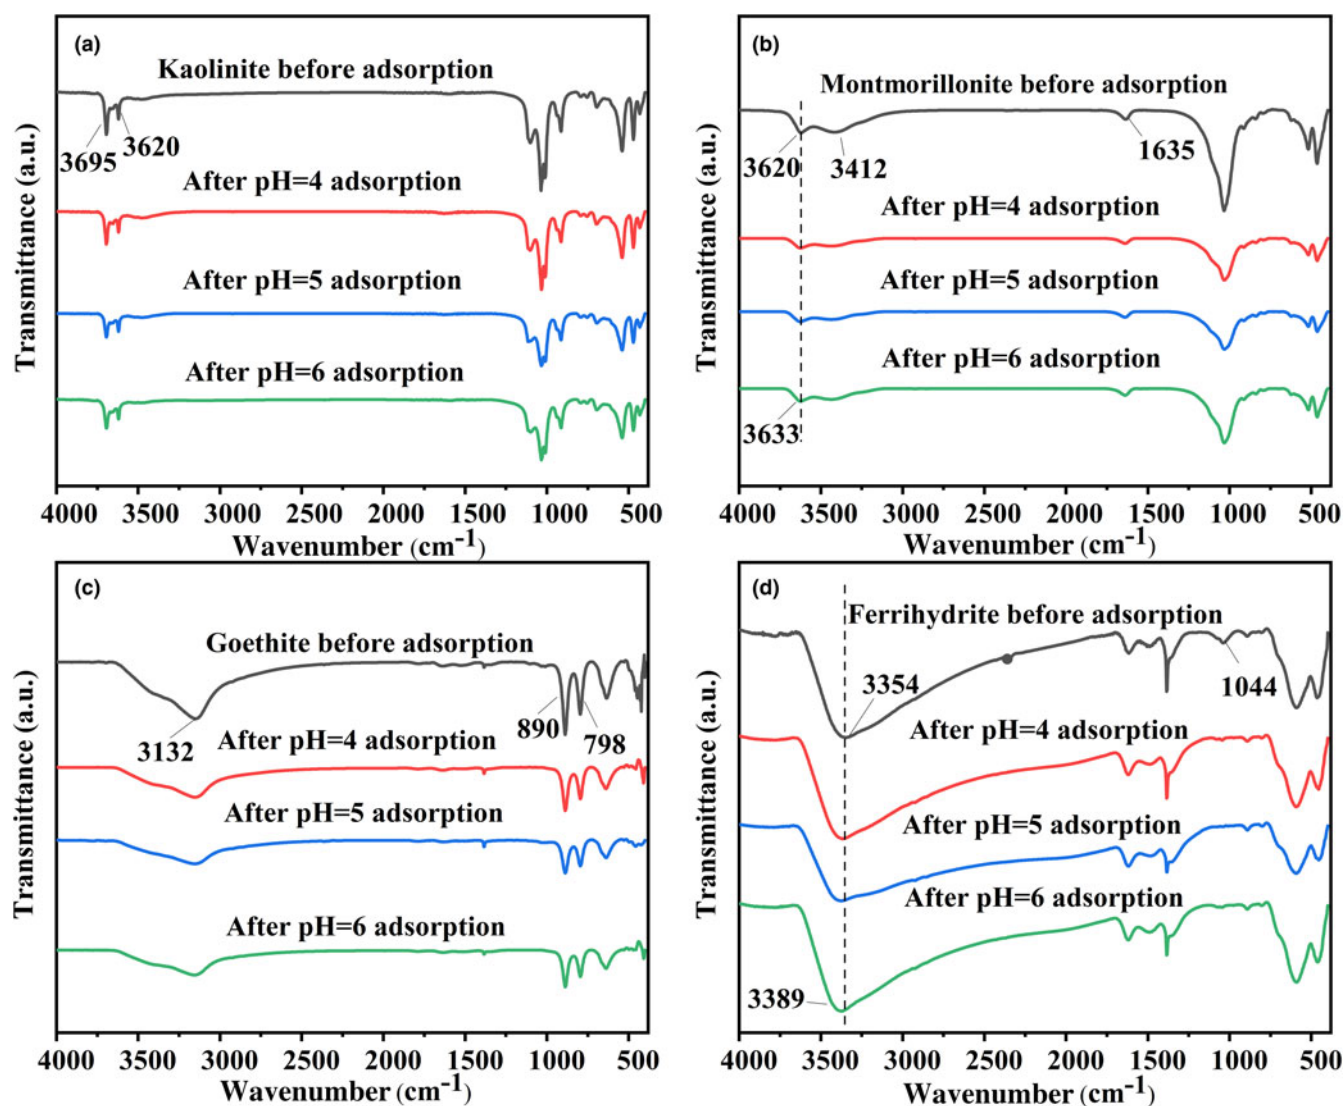 (a)
Kaolinite before adsorption
3695
3620
After pH=4 adsorption
After pH=5 adsorption
After pH=6 adsorption
Transmittance (a.u.)
4000 3500 3000 2500 2000 1500 1000 500
Wavenumber (cm⁻¹)
(b)
Montmorillonite before adsorption
3620
3412
1635
After pH=4 adsorption
After pH=5 adsorption
After pH=6 adsorption
3633
Transmittance (a.u.)
4000 3500 3000 2500 2000 1500 1000 500
Wavenumber (cm⁻¹)
(c)
Goethite before adsorption
3132
890
798
After pH=4 adsorption
After pH=5 adsorption
After pH=6 adsorption
Transmittance (a.u.)
4000 3500 3000 2500 2000 1500 1000 500
Wavenumber (cm⁻¹)
(d)
Ferrihydrite before adsorption
3354
1044
After pH=4 adsorption
After pH=5 adsorption
After pH=6 adsorption
3389
Transmittance (a.u.)
4000 3500 3000 2500 2000 1500 1000 500
Wavenumber (cm⁻¹)